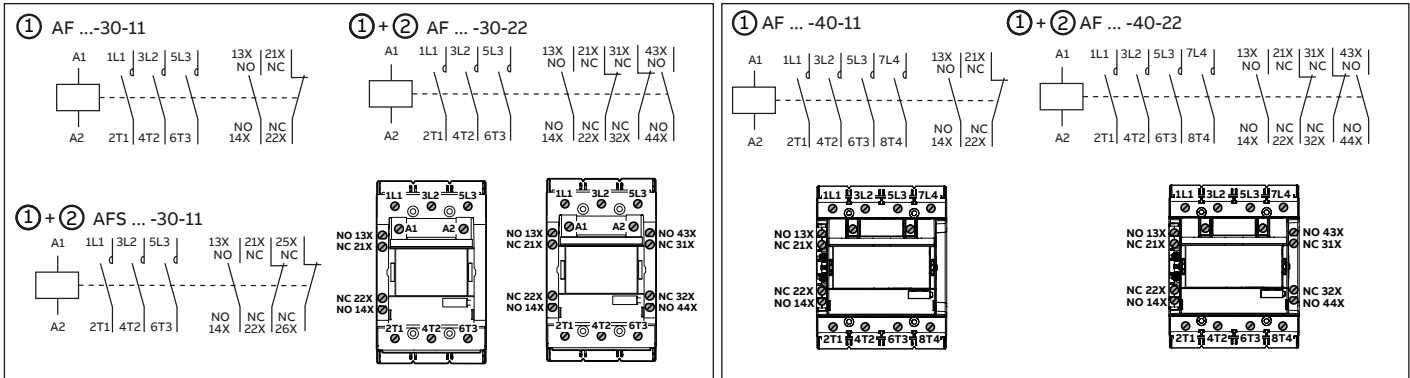 1 AF ...-30-11
A1 1L1 3L2 5L3 13X 21X
NO NC
NO NC
A2 2T1 4T2 6T3 14X 22X
1 + 2 AF ...-30-22
A1 1L1 3L2 5L3 13X 21X 31X 43X
NO NC NC NO
NO NC NC NO
A2 2T1 4T2 6T3 14X 22X 32X 44X
1 + 2 AFS ... -30-11
A1 1L1 3L2 5L3 13X 21X 25X
NO NC NC
NO NC NC
A2 2T1 4T2 6T3 14X 22X 26X
1L1 3L2 5L3
A1 A2
NO 13X
NC 21X
NC 22X
NO 14X
2T1 4T2 6T3
1L1 3L2 5L3
A1 A2
NO 13X NO 43X
NC 21X NC 31X
NC 22X NC 32X
NO 14X NO 44X
2T1 4T2 6T3
1 AF ...-40-11
A1 1L1 3L2 5L3 7L4 13X 21X
NO NC
NO NC
A2 2T1 4T2 6T3 8T4 14X 22X
1 + 2 AF ... -40-22
A1 1L1 3L2 5L3 7L4 13X 21X 31X 43X
NO NC NC NO
NO NC NC NO
A2 2T1 4T2 6T3 8T4 14X 22X 32X 44X
1L1 3L2 5L3 7L4
NO 13X
NC 21X
NC 22X
NO 14X
2T1 4T2 6T3 8T4
1L1 3L2 5L3 7L4
NO 13X NO 43X
NC 21X NC 31X
NC 22X NC 32X
NO 14X NO 44X
2T1 4T2 6T3 8T4